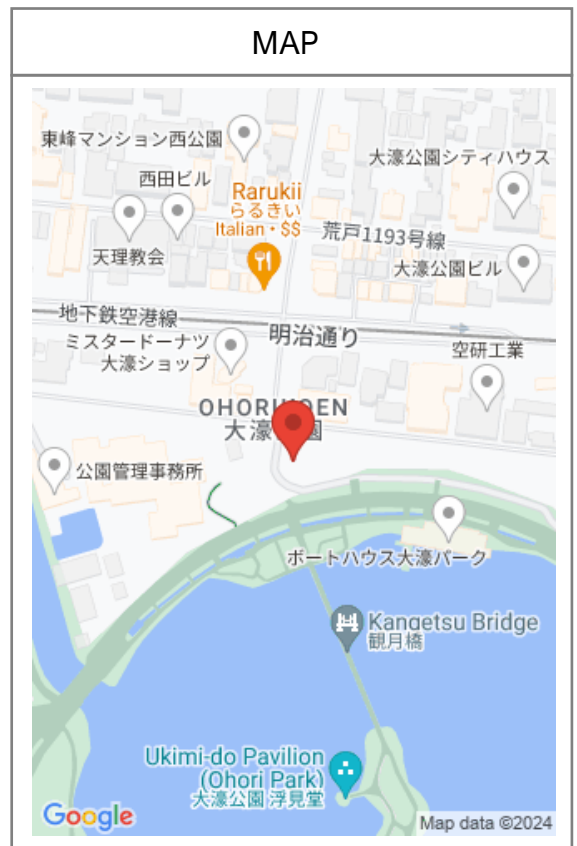 MAP
東峰マンション西公園
大濠公園シティハウス
西田ビル
Rarukii
らるきい
Italian • $$
荒戸1193号線
天理教会
大濠公園ビル
地下鉄空港線
明治通り
ミスタードーナツ
大濠ショップ
空研工業
公園管理事務所
ボートハウス大濠パーク
Kangetsu Bridge
観月橋
Ukimi-do Pavilion
(Ohori Park)
大濠公園 浮見堂
Google
Map data ©2024